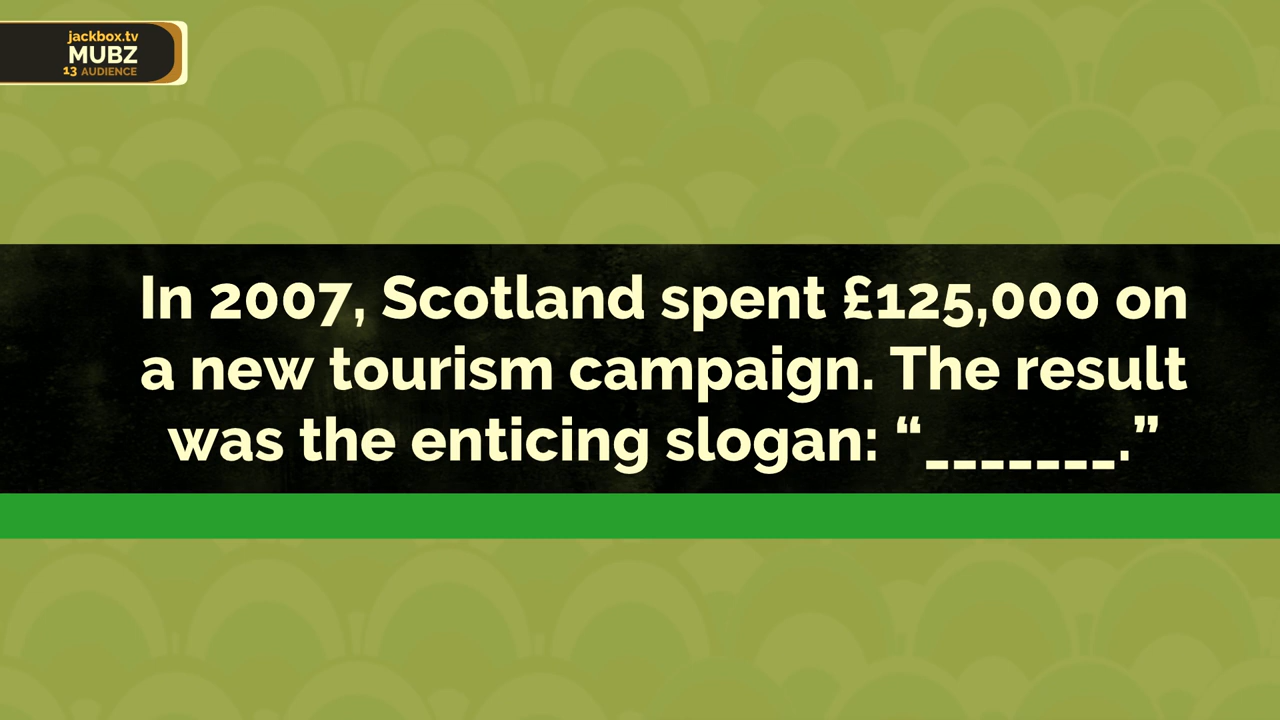 jackbox.tv
MUBZ
13 AUDIENCE
In 2007, Scotland spent £125,000 on
a new tourism campaign. The result
was the enticing slogan: “_______.”